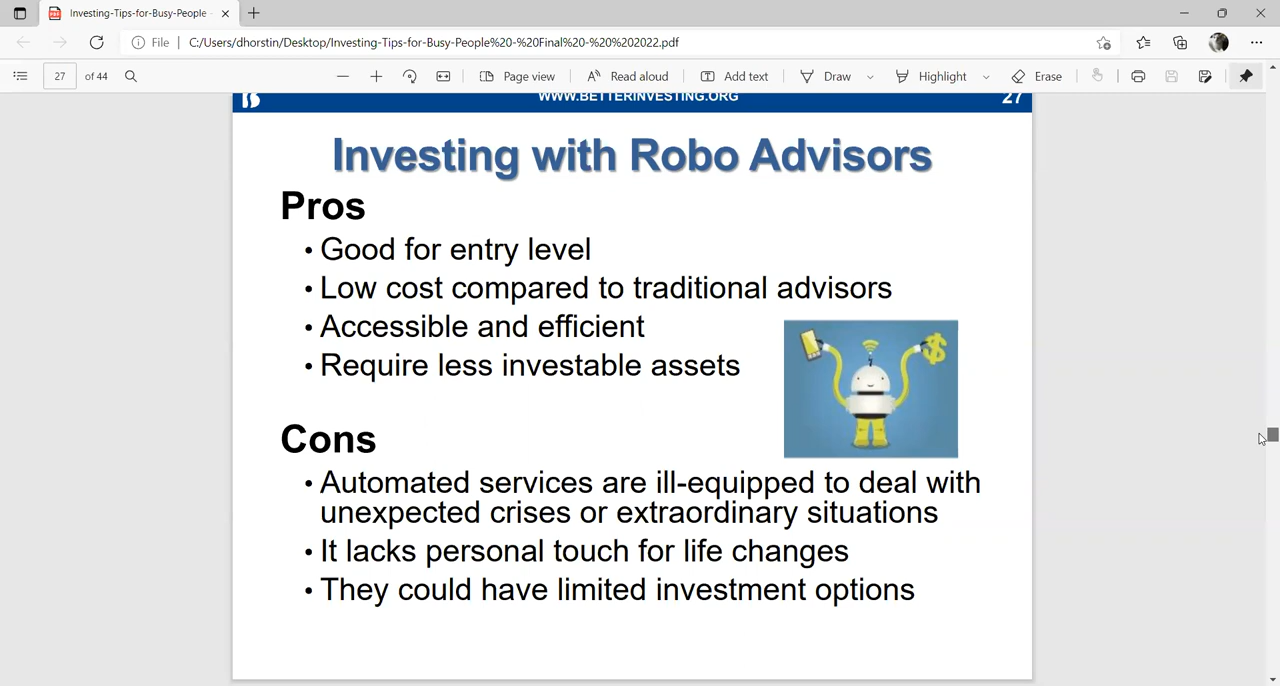 Investing-Tips-for-Busy-People
File
C:/Users/dhorstin/Desktop/Investing-Tips-for-Busy-People%20-%20Final%20-%20%202022.pdf
27 of 44
Page view
Read aloud
Add text
Draw
Highlight
Erase
WWW.BETTERINVESTING.ORG 27
Investing with Robo Advisors
Pros
• Good for entry level
• Low cost compared to traditional advisors
• Accessible and efficient
• Require less investable assets
Cons
• Automated services are ill-equipped to deal with
unexpected crises or extraordinary situations
• It lacks personal touch for life changes
• They could have limited investment options